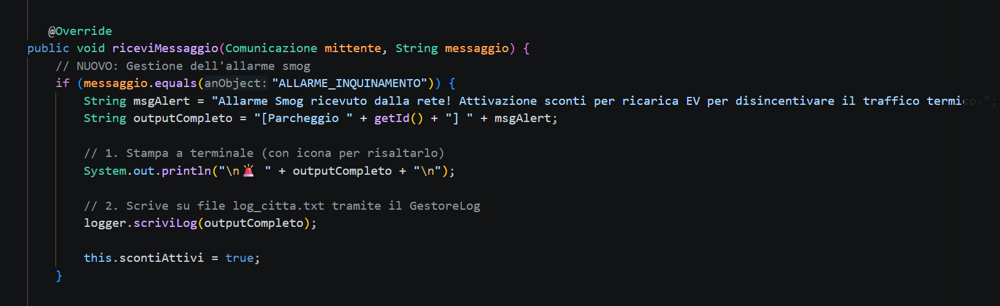 @Override
public void riceviMessaggio(Comunicazione mittente, String messaggio) {
// NUOVO: Gestione dell'allarme smog
if (messaggio.equals(anObject: "ALLARME_INQUINAMENTO")) {
String msgAlert = "Allarme Smog ricevuto dalla rete! Attivazione sconti per ricarica EV per disincentivare il traffico termico.";
String outputCompleto = "[Parcheggio " + getId() + "] " + msgAlert;
// 1. Stampa a terminale (con icona per risaltarlo)
System.out.println("\n🚨 " + outputCompleto + "\n");
// 2. Scrive su file log_citta.txt tramite il GestoreLog
logger.scriviLog(outputCompleto);
this.scontiAttivi = true;
}